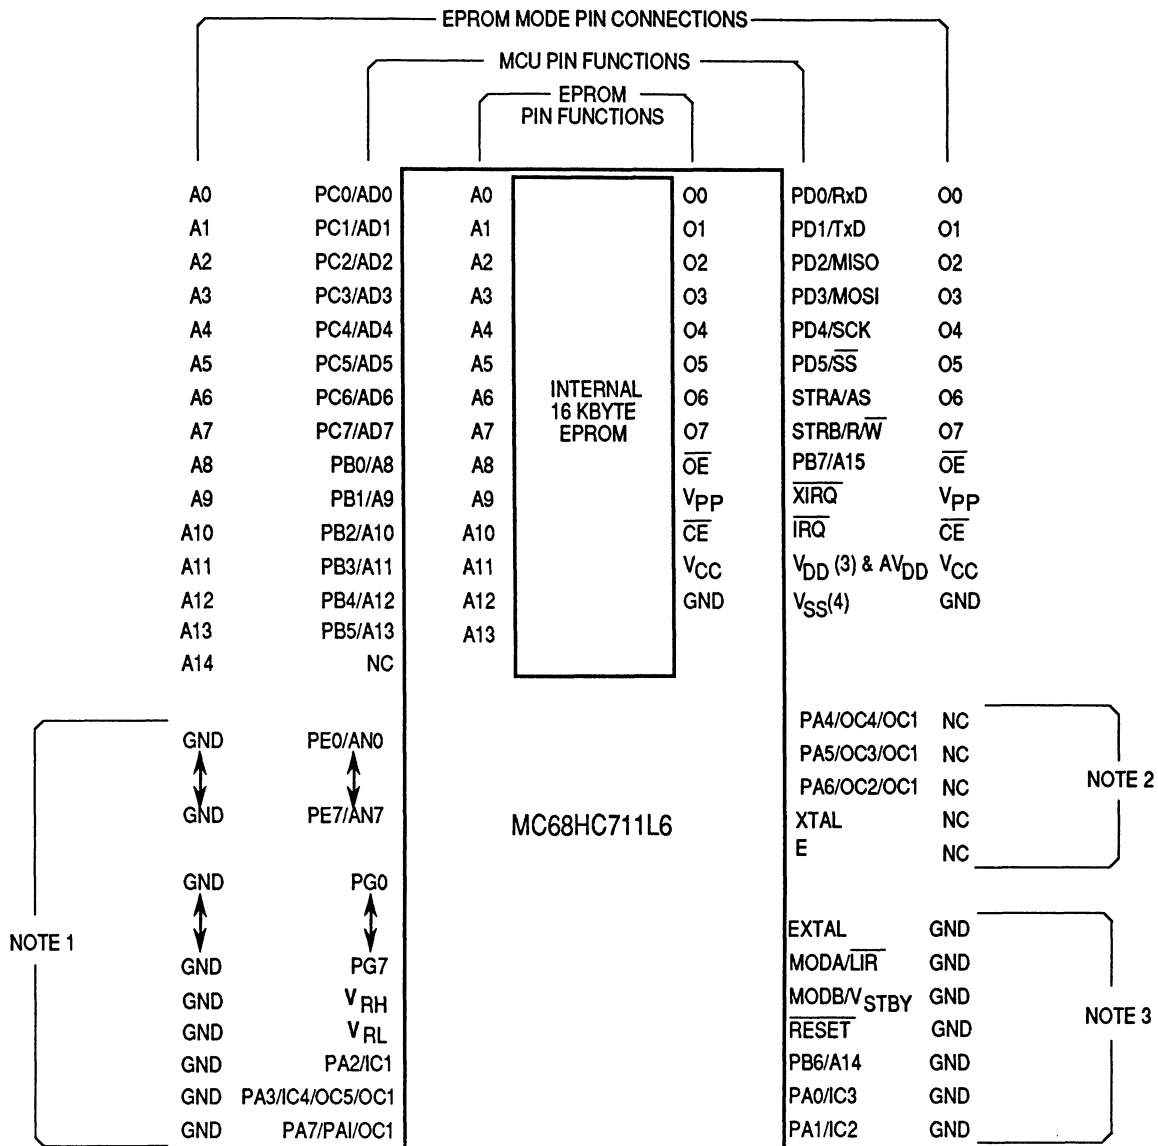 EPROM MODE PIN CONNECTIONS
MCU PIN FUNCTIONS
EPROM
PIN FUNCTIONS
A0 PC0/AD0 A0 O0 PD0/RxD O0
A1 PC1/AD1 A1 O1 PD1/TxD O1
A2 PC2/AD2 A2 O2 PD2/MISO O2
A3 PC3/AD3 A3 O3 PD3/MOSI O3
A4 PC4/AD4 A4 O4 PD4/SCK O4
A5 PC5/AD5 A5 O5 PD5/S̅S̅ O5
A6 PC6/AD6 A6 INTERNAL O6 STRA/AS O6
16 KBYTE
A7 PC7/AD7 A7 EPROM O7 STRB/R/W̅ O7
A8 PB0/A8 A8 O̅E̅ PB7/A15 O̅E̅
A9 PB1/A9 A9 VPP X̅I̅R̅Q̅ VPP
A10 PB2/A10 A10 C̅E̅ I̅R̅Q̅ C̅E̅
A11 PB3/A11 A11 VCC VDD (3) & AVDD VCC
A12 PB4/A12 A12 GND VSS(4) GND
A13 PB5/A13 A13
A14 NC
PA4/OC4/OC1 NC
GND PE0/AN0
PA5/OC3/OC1 NC
NOTE 2
PA6/OC2/OC1 NC
GND PE7/AN7
MC68HC711L6
XTAL NC
E NC
GND PG0
EXTAL GND
NOTE 1
GND PG7
MODA/L̅I̅R̅ GND
GND VRH
MODB/VSTBY GND
NOTE 3
GND VRL
R̅E̅S̅E̅T̅ GND
GND PA2/IC1
PB6/A14 GND
GND PA3/IC4/OC5/OC1
PA0/IC3 GND
GND PA7/PAI/OC1
PA1/IC2 GND